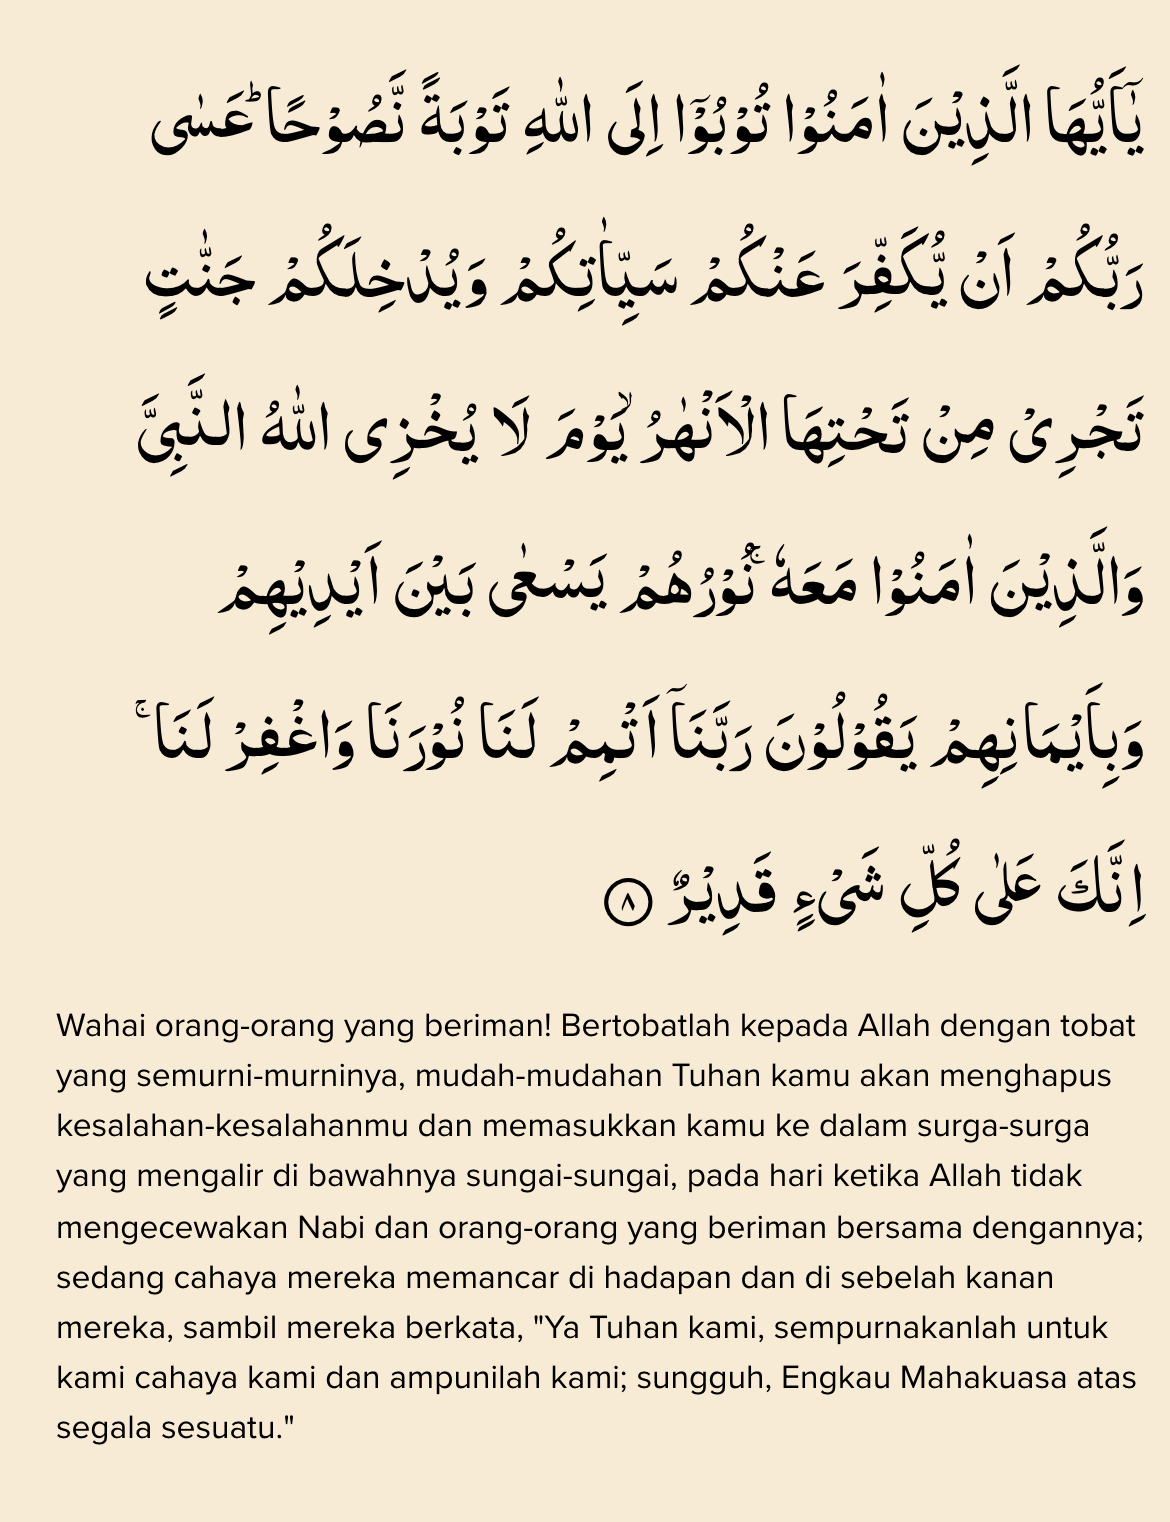 يٰٓاَيُّهَا الَّذِيْنَ اٰمَنُوْا تُوْبُوْٓا اِلَى اللّٰهِ تَوْبَةً نَّصُوْحًاۗ عَسٰى
رَبُّكُمْ اَنْ يُّكَفِّرَ عَنْكُمْ سَيِّاٰتِكُمْ وَيُدْخِلَكُمْ جَنّٰتٍ
تَجْرِيْ مِنْ تَحْتِهَا الْاَنْهٰرُۙ يَوْمَ لَا يُخْزِى اللّٰهُ النَّبِيَّ
وَالَّذِيْنَ اٰمَنُوْا مَعَهٗۚ نُوْرُهُمْ يَسْعٰى بَيْنَ اَيْدِيْهِمْ
وَبِاَيْمَانِهِمْ يَقُوْلُوْنَ رَبَّنَآ اَتْمِمْ لَنَا نُوْرَنَا وَاغْفِرْ لَنَاۚ
اِنَّكَ عَلٰى كُلِّ شَيْءٍ قَدِيْرٌ ٨
Wahai orang-orang yang beriman! Bertobatlah kepada Allah dengan tobat
yang semurni-murninya, mudah-mudahan Tuhan kamu akan menghapus
kesalahan-kesalahanmu dan memasukkan kamu ke dalam surga-surga
yang mengalir di bawahnya sungai-sungai, pada hari ketika Allah tidak
mengecewakan Nabi dan orang-orang yang beriman bersama dengannya;
sedang cahaya mereka memancar di hadapan dan di sebelah kanan
mereka, sambil mereka berkata, "Ya Tuhan kami, sempurnakanlah untuk
kami cahaya kami dan ampunilah kami; sungguh, Engkau Mahakuasa atas
segala sesuatu."